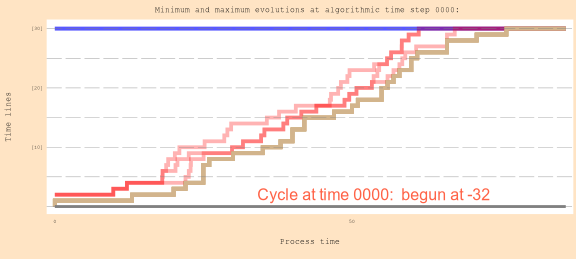 Minimum and maximum evolutions at algorithmic time step 0000:
[30]
[20]
[10]
Time lines
Cycle at time 0000: begun at -32
0 50
Process time